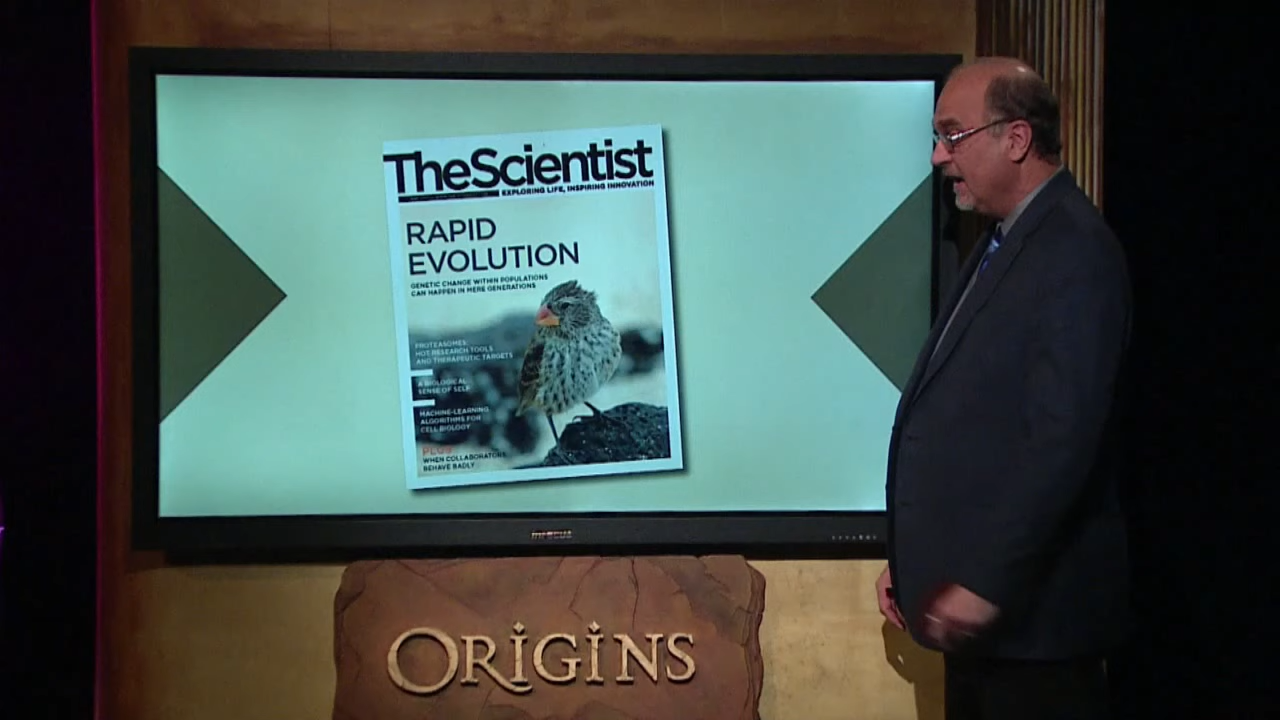 TheScientist
EXPLORING LIFE, INSPIRING INNOVATION
RAPID
EVOLUTION
GENETIC CHANGE WITHIN POPULATIONS
CAN HAPPEN IN MERE GENERATIONS
PROTEASOMES:
HOT RESEARCH TOOLS
AND THERAPEUTIC TARGETS
A BIOLOGICAL
SENSE OF SELF
MACHINE-LEARNING
ALGORITHMS FOR
CELL BIOLOGY
PLUS
WHEN COLLABORATORS
BEHAVE BADLY
INFOCUS
ORIGINS